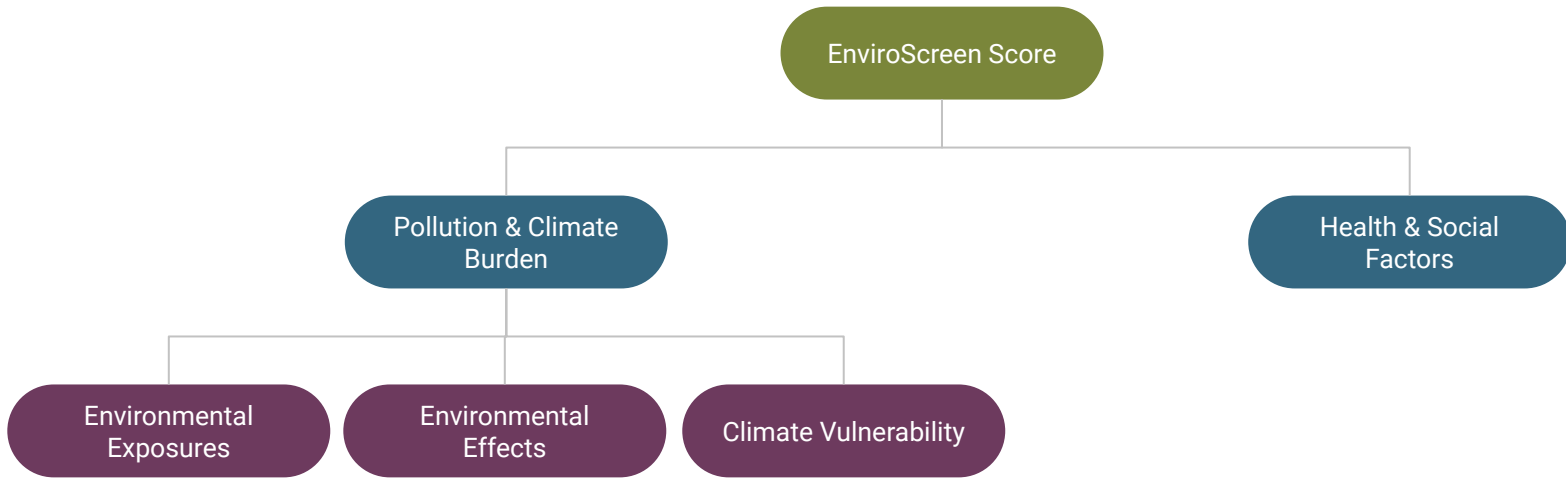 EnviroScreen Score
Pollution & Climate
Burden
Health & Social
Factors
Environmental
Exposures
Environmental
Effects
Climate Vulnerability